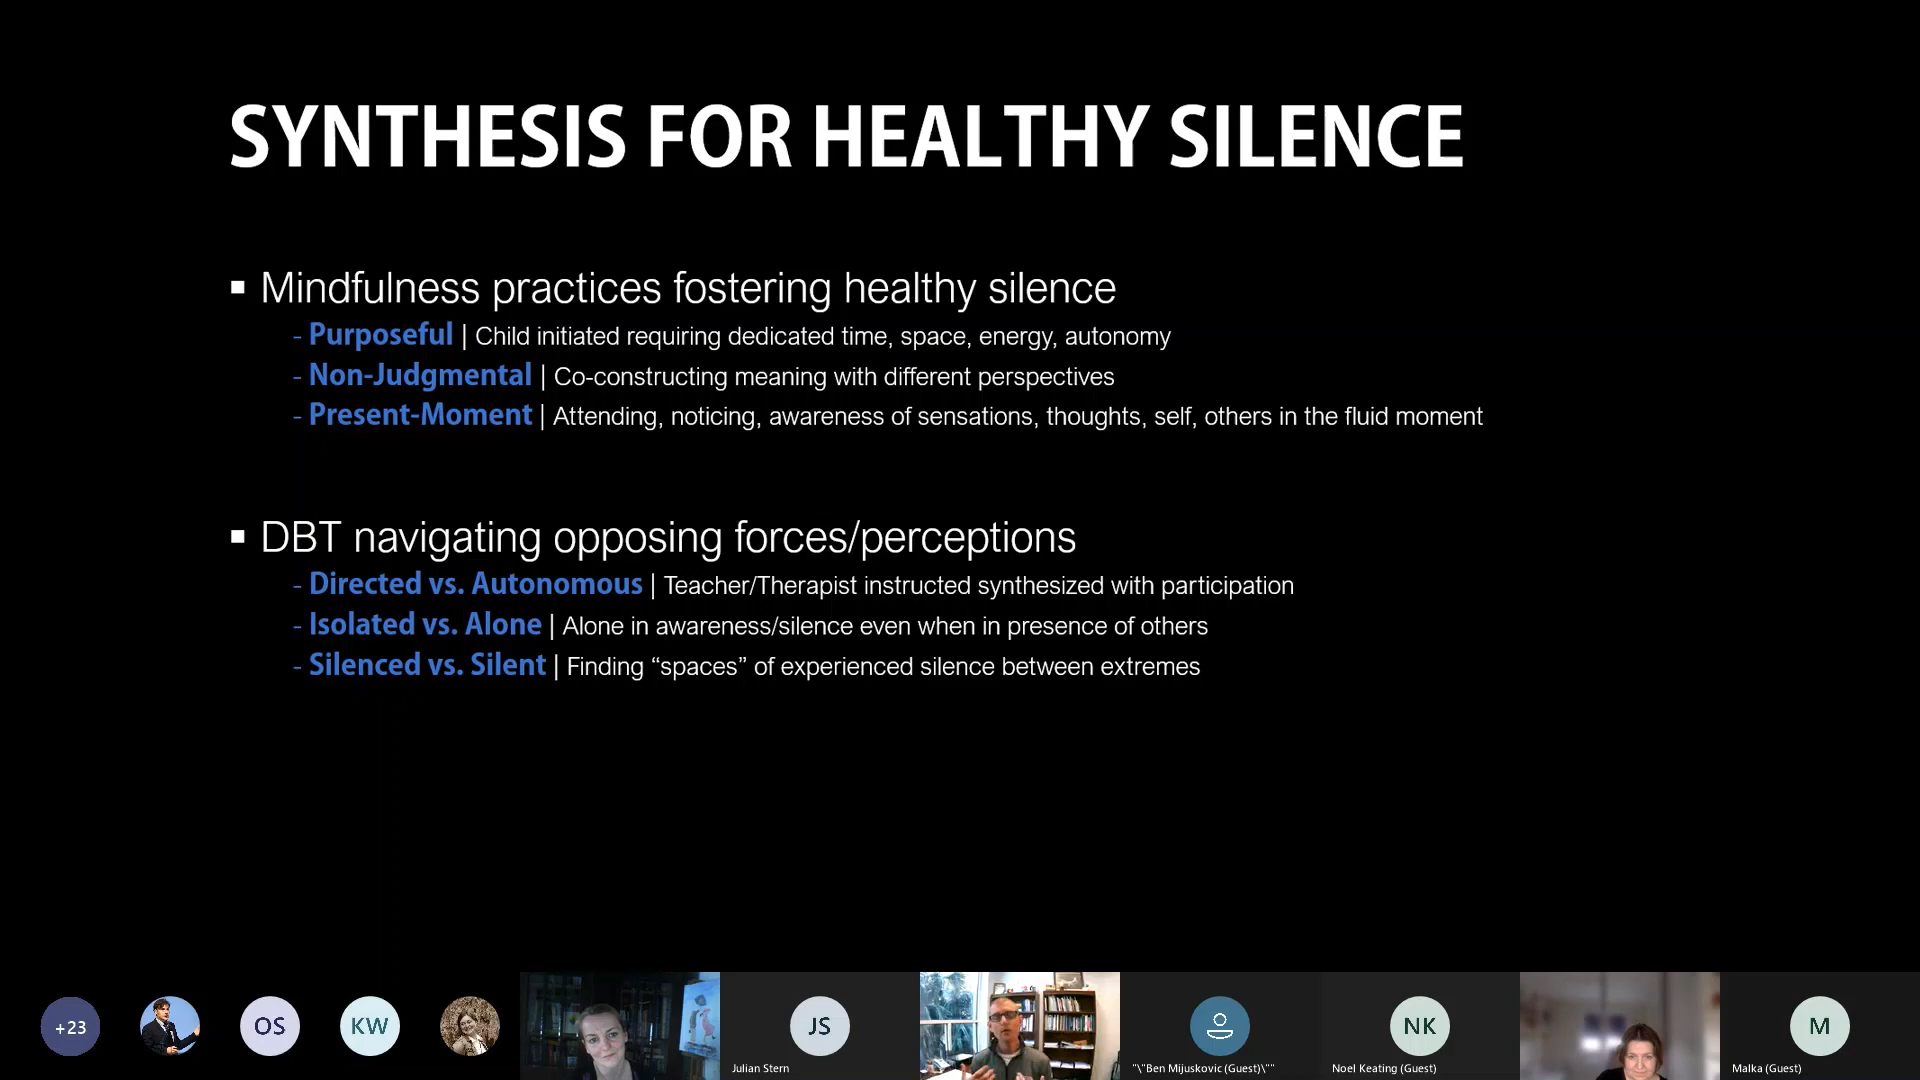 SYNTHESIS FOR HEALTHY SILENCE
▪ Mindfulness practices fostering healthy silence
- Purposeful | Child initiated requiring dedicated time, space, energy, autonomy
- Non-Judgmental | Co-constructing meaning with different perspectives
- Present-Moment | Attending, noticing, awareness of sensations, thoughts, self, others in the fluid moment
▪ DBT navigating opposing forces/perceptions
- Directed vs. Autonomous | Teacher/Therapist instructed synthesized with participation
- Isolated vs. Alone | Alone in awareness/silence even when in presence of others
- Silenced vs. Silent | Finding “spaces” of experienced silence between extremes
+23
OS
KW
JS
NK
M
Julian Stern
"\"Ben Mijuskovic (Guest)\""
Noel Keating (Guest)
Malka (Guest)